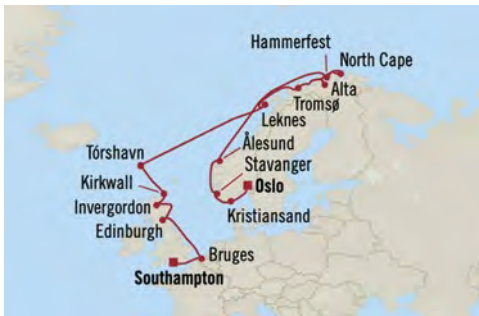 Hammerfest
North Cape
Alta
Tromsø
Leknes
Ålesund
Tórshavn
Stavanger
Kirkwall
Oslo
Invergordon
Kristiansand
Edinburgh
Bruges
Southampton